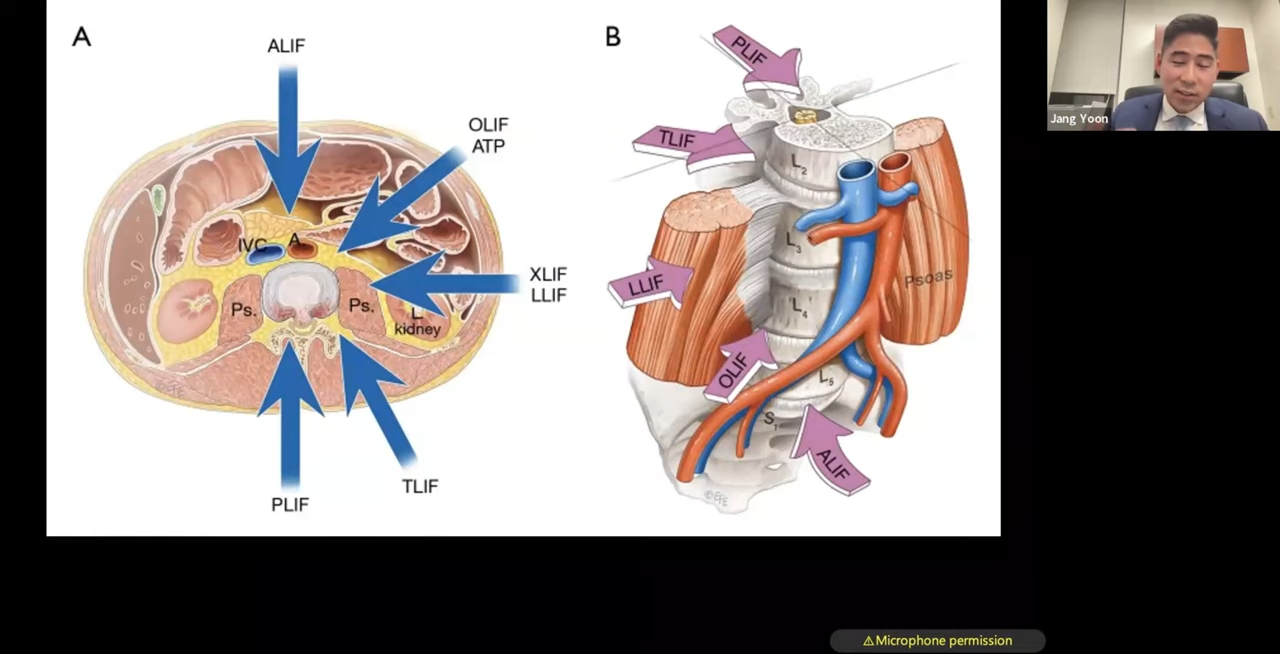 A
ALIF
OLIF
ATP
XLIF
LLIF
IVC
A
Ps.
Ps.
L
kidney
PLIF
TLIF
B
PLIF
TLIF
LLIF
OLIF
ALIF
L2
L3
L4
L5
S1
Psoas
©EFE
Jang Yoon
⚠Microphone permission